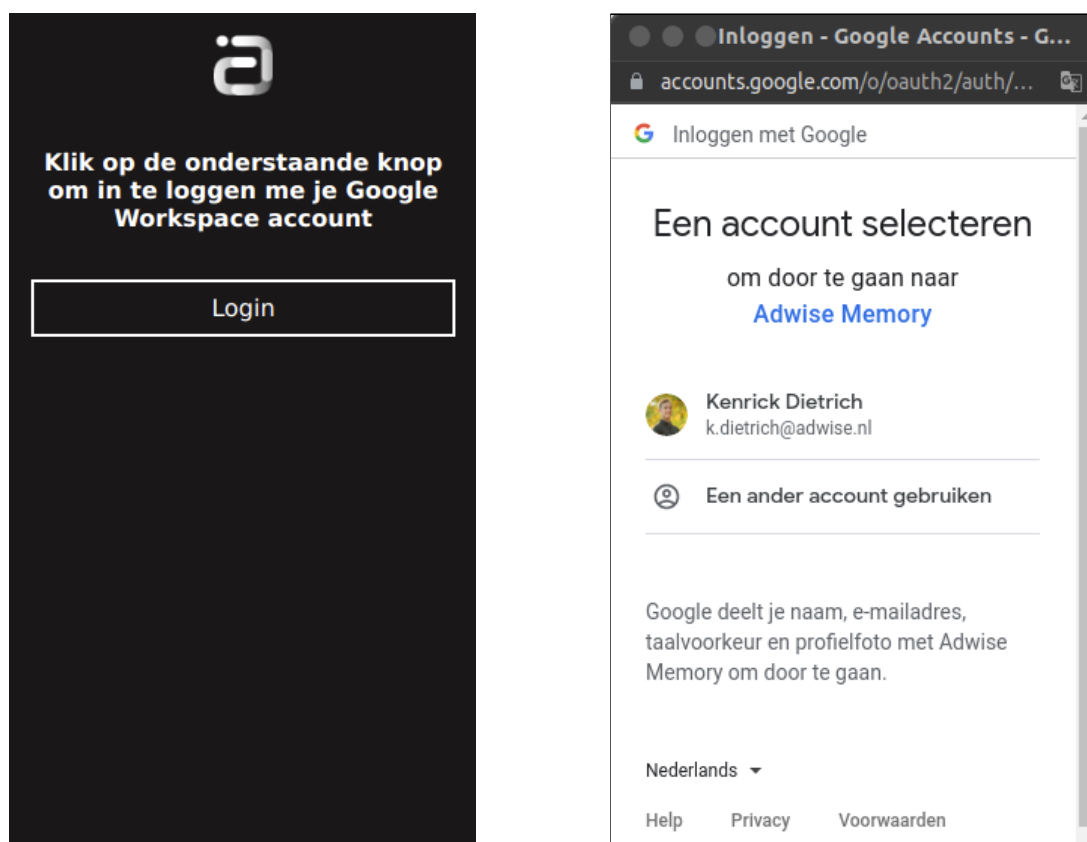 Klik op de onderstaande knop
om in te loggen me je Google
Workspace account
Login
Inloggen - Google Accounts - G...
accounts.google.com/o/oauth2/auth/...
Inloggen met Google
Een account selecteren
om door te gaan naar
Adwise Memory
Kenrick Dietrich
k.dietrich@adwise.nl
Een ander account gebruiken
Google deelt je naam, e-mailadres,
taalvoorkeur en profielfoto met Adwise
Memory om door te gaan.
Nederlands
Help Privacy Voorwaarden